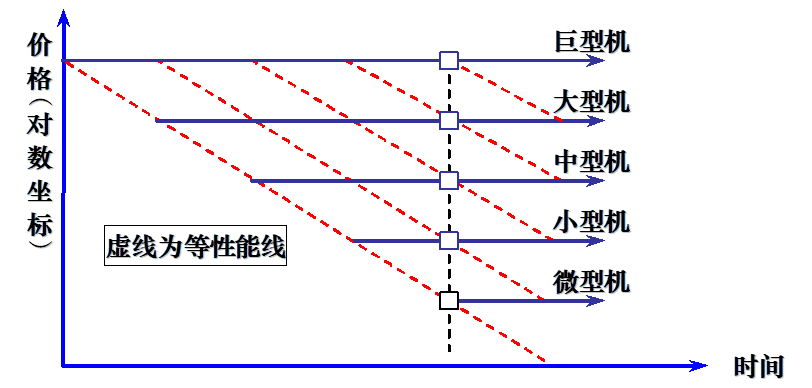 价格(对数坐标)
巨型机
大型机
中型机
小型机
虚线为等性能线
微型机
时间